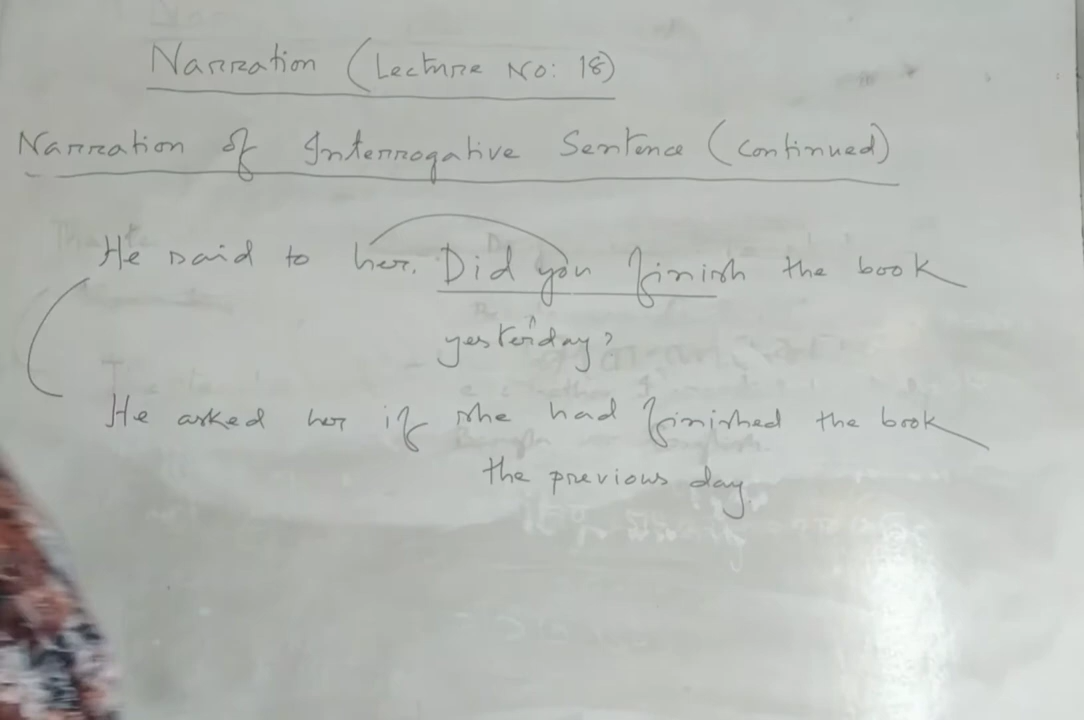 Narration (Lecture No: 18)
Narration of Interrogative Sentence (continued)
He said to her. Did you finish the book
yesterday?
He asked her if she had finished the book
the previous day.